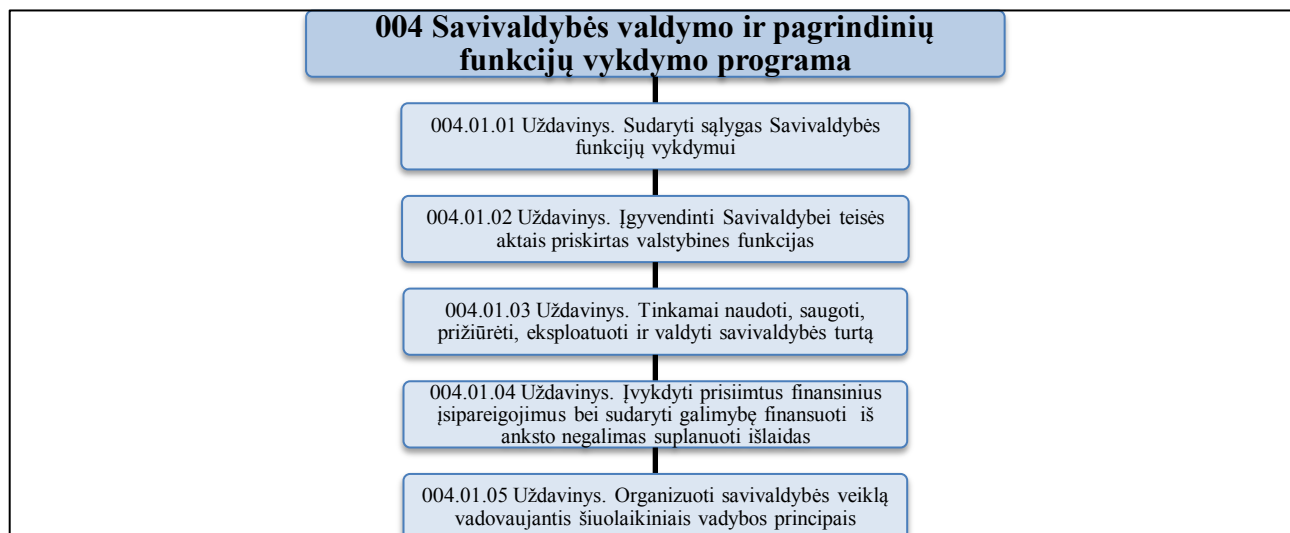 004 Savivaldybės valdymo ir pagrindinių
funkcijų vykdymo programa
004.01.01 Uždavinys. Sudaryti sąlygas Savivaldybės
funkcijų vykdymui
004.01.02 Uždavinys. Įgyvendinti Savivaldybei teisės
aktais priskirtas valstybines funkcijas
004.01.03 Uždavinys. Tinkamai naudoti, saugoti,
prižiūrėti, eksploatuoti ir valdyti savivaldybės turtą
004.01.04 Uždavinys. Įvykdyti prisiimtus finansinius
įsipareigojimus bei sudaryti galimybę finansuoti iš
anksto negalimas suplanuoti išlaidas
004.01.05 Uždavinys. Organizuoti savivaldybės veiklą
vadovaujantis šiuolaikiniais vadybos principais